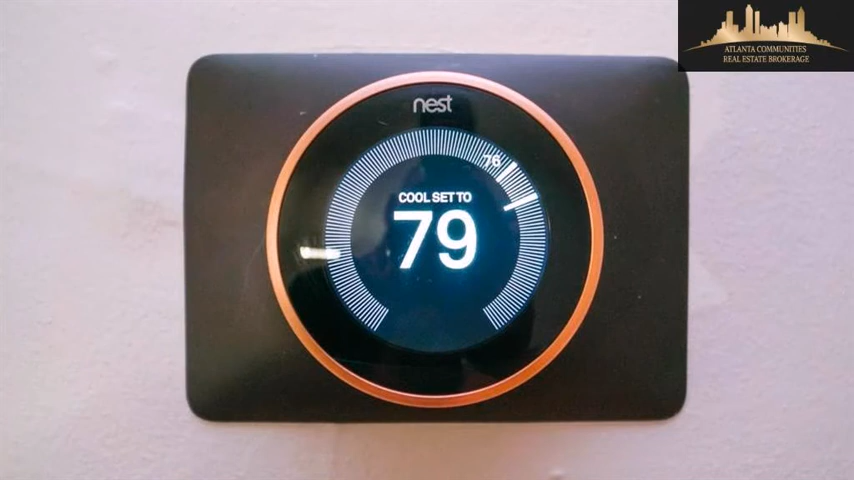 ATLANTA COMMUNITIES
REAL ESTATE BROKERAGE
nest
76
COOL SET TO
79